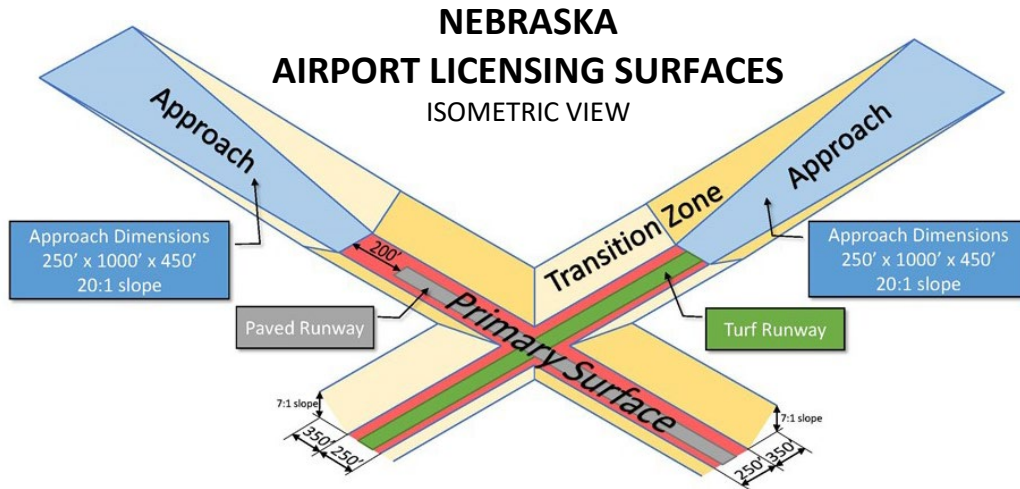 NEBRASKA
AIRPORT LICENSING SURFACES
ISOMETRIC VIEW
Approach
Approach
Transition Zone
Approach Dimensions
250’ x 1000’ x 450’
20:1 slope
Approach Dimensions
250’ x 1000’ x 450’
20:1 slope
200’
Paved Runway
Primary Surface
Turf Runway
7:1 slope
7:1 slope
350’
250’
250’
350’